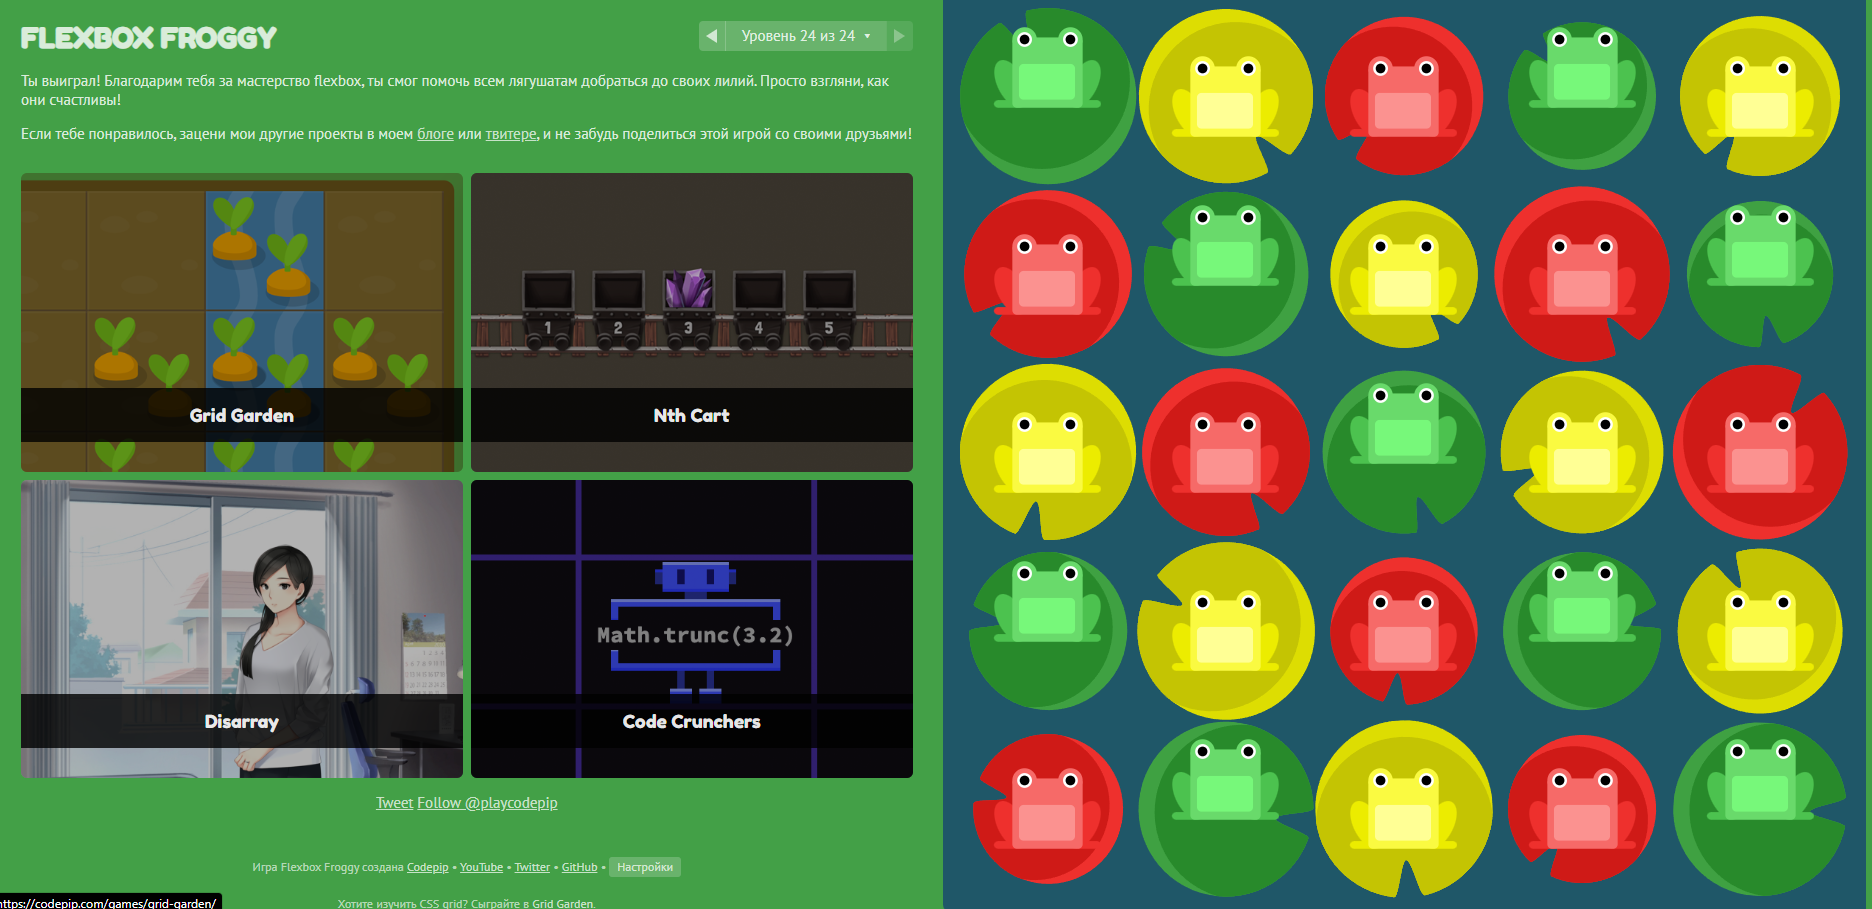 FLEXBOX FROGGY
Уровень 24 из 24
Ты выиграл! Благодарим тебя за мастерство flexbox, ты смог помочь всем лягушатам добраться до своих лилий. Просто взгляни, как
они счастливы!
Если тебе понравилось, зацени мои другие проекты в моем блоге или твитере, и не забудь поделиться этой игрой со своими друзьями!
1 2 3 4 5
Grid Garden
Nth Cart
Math.trunc(3.2)
Disarray
Code Crunchers
Tweet Follow @playcodepip
Игра Flexbox Froggy создана Codepip • YouTube • Twitter • GitHub • Настройки
Хотите изучить CSS grid? Сыграйте в Grid Garden.
https://codepip.com/games/grid-garden/